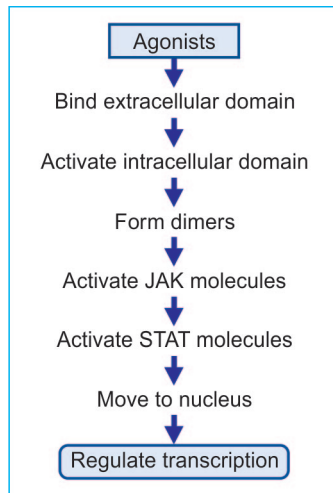 Agonists
Bind extracellular domain
Activate intracellular domain
Form dimers
Activate JAK molecules
Activate STAT molecules
Move to nucleus
Regulate transcription